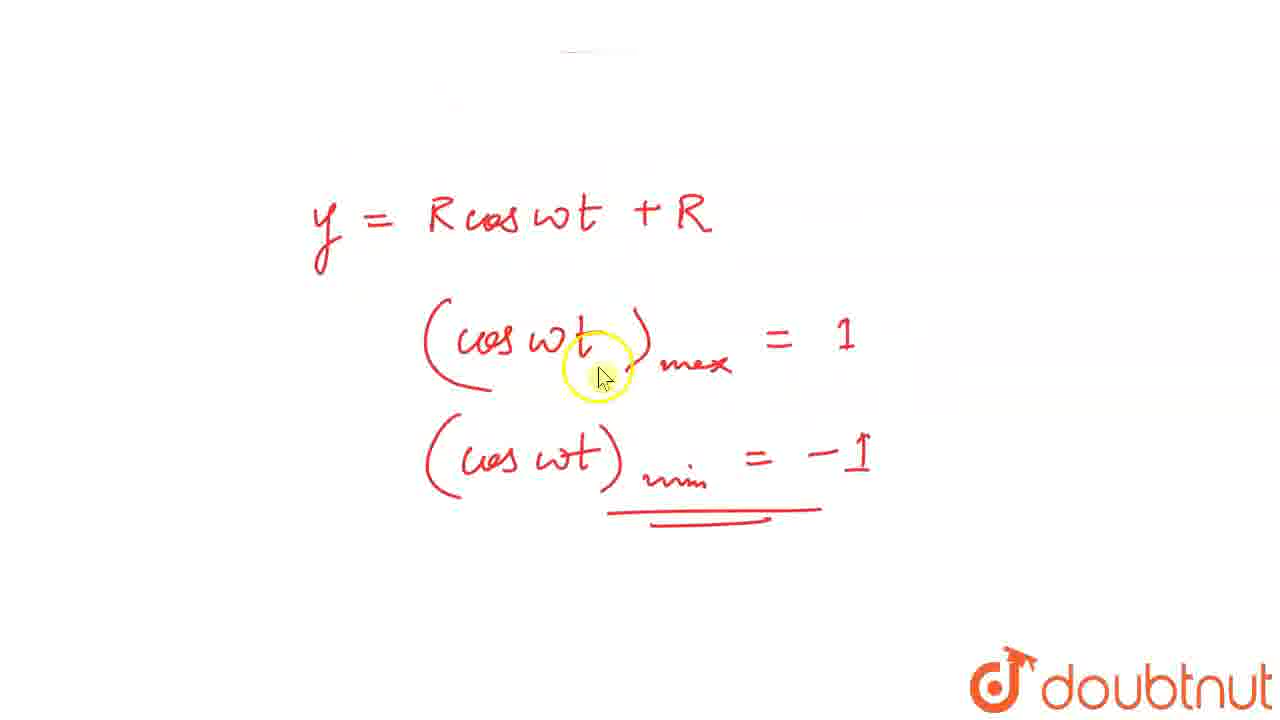 y = R cos ωt + R
(cos ωt)max = 1
(cos ωt)min = -1
doubtnut